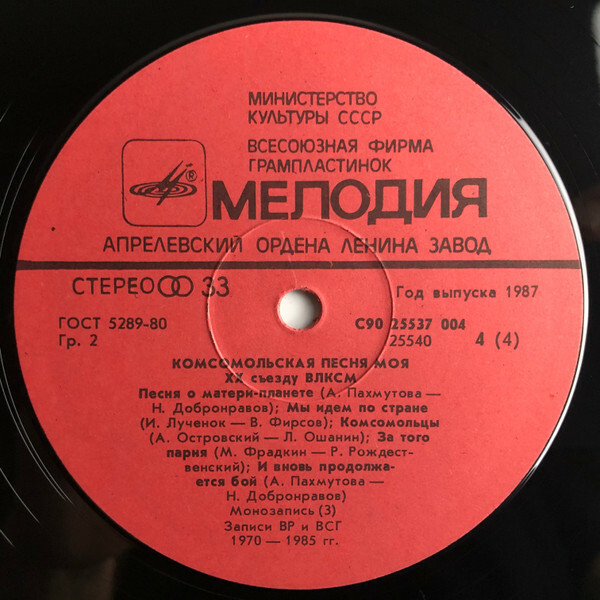 МИНИСТЕРСТВО
КУЛЬТУРЫ СССР
ВСЕСОЮЗНАЯ ФИРМА
ГРАМПЛАСТИНОК
®
МЕЛОДИЯ
АПРЕЛЕВСКИЙ ОРДЕНА ЛЕНИНА ЗАВОД
СТЕРЕО 33
Год выпуска 1987
ГОСТ 5289-80
С90 25537 004
Гр. 2
25540
4 (4)
КОМСОМОЛЬСКАЯ ПЕСНЯ МОЯ
XX съезду ВЛКСМ
Песня о матери-планете (А. Пахмутова —
Н. Добронравов); Мы идем по стране
(И. Лученок — В. Фирсов); Комсомольцы
(А. Островский — Л. Ошанин); За того
парня (М. Фрадкин — Р. Рождест-
венский); И вновь продолжа-
ется бой (А. Пахмутова —
Н. Добронравов)
Монозапись (3)
Записи ВР и ВСГ
1970 — 1985 гг.